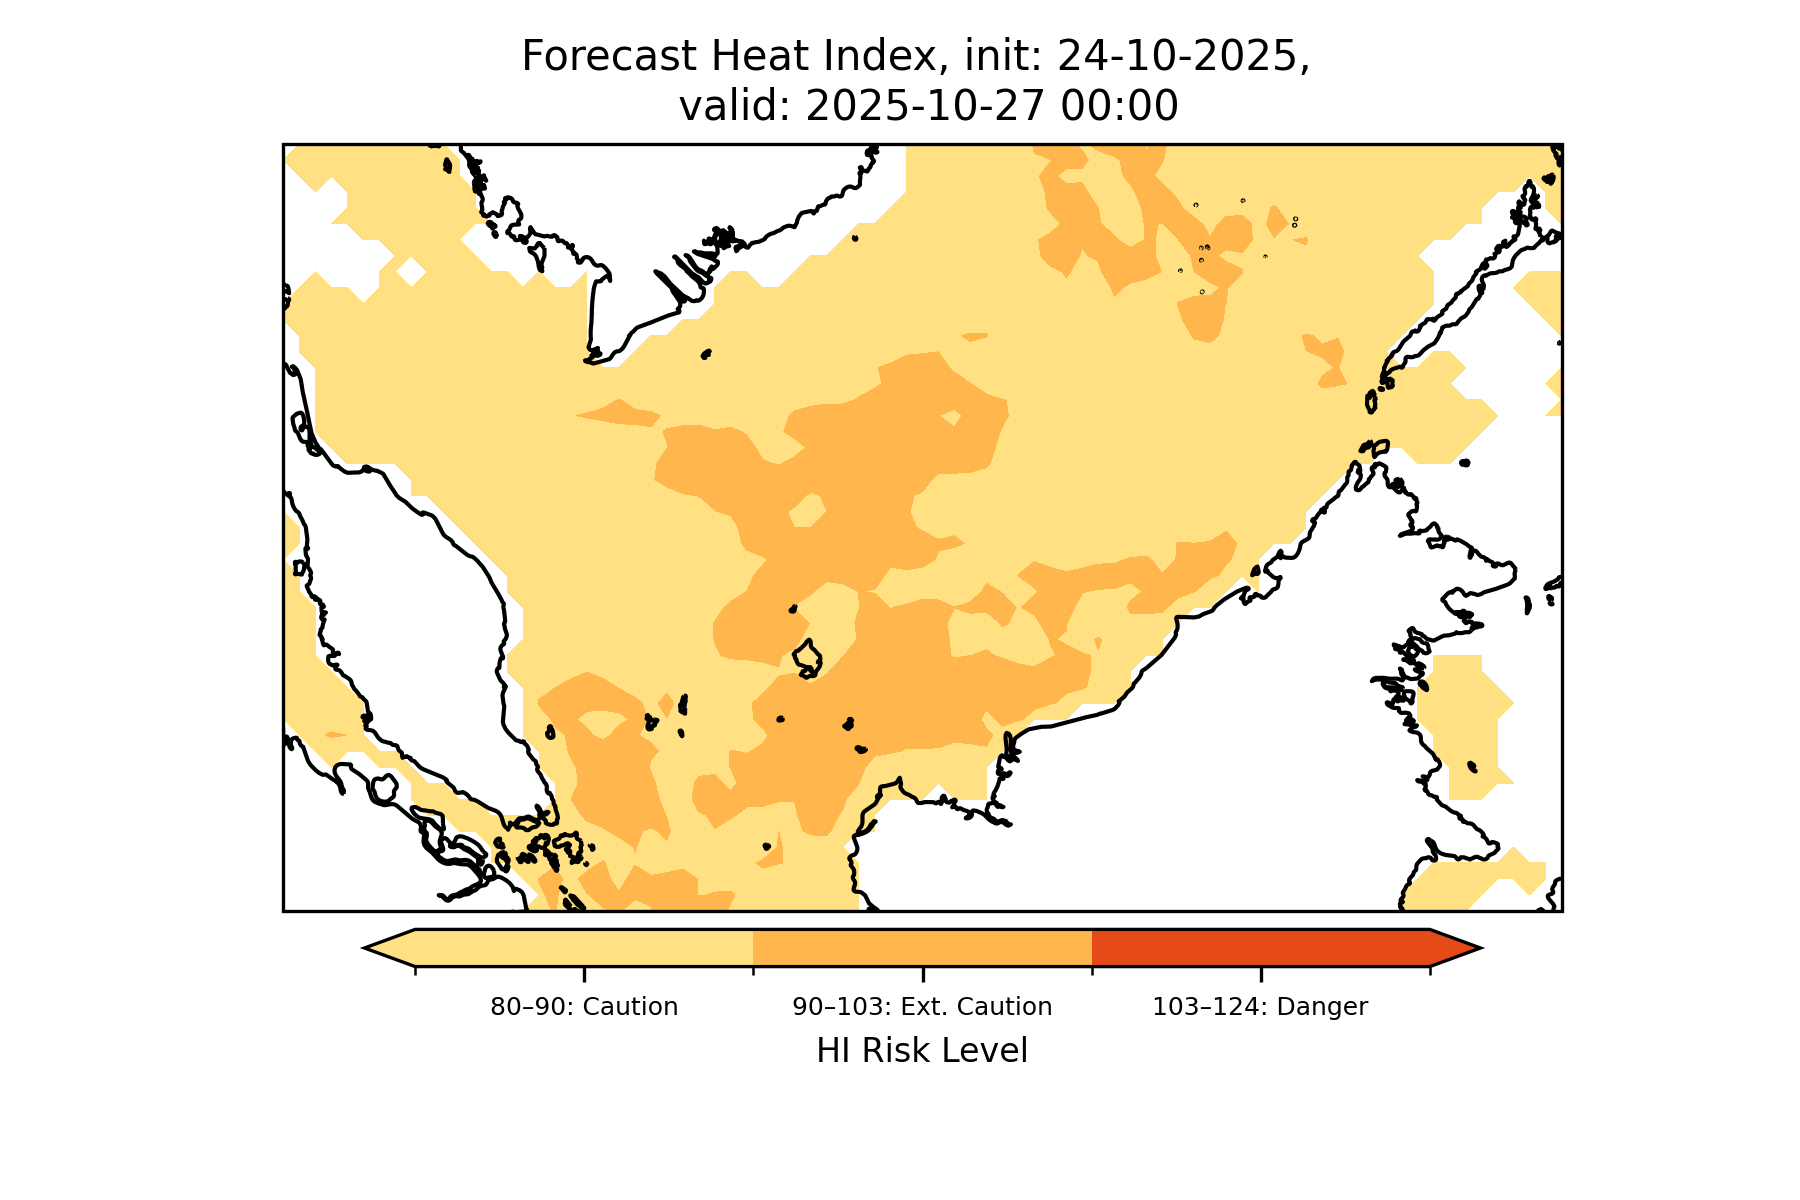 Forecast Heat Index, init: 24-10-2025,
valid: 2025-10-27 00:00
80–90: Caution
90–103: Ext. Caution
103–124: Danger
HI Risk Level